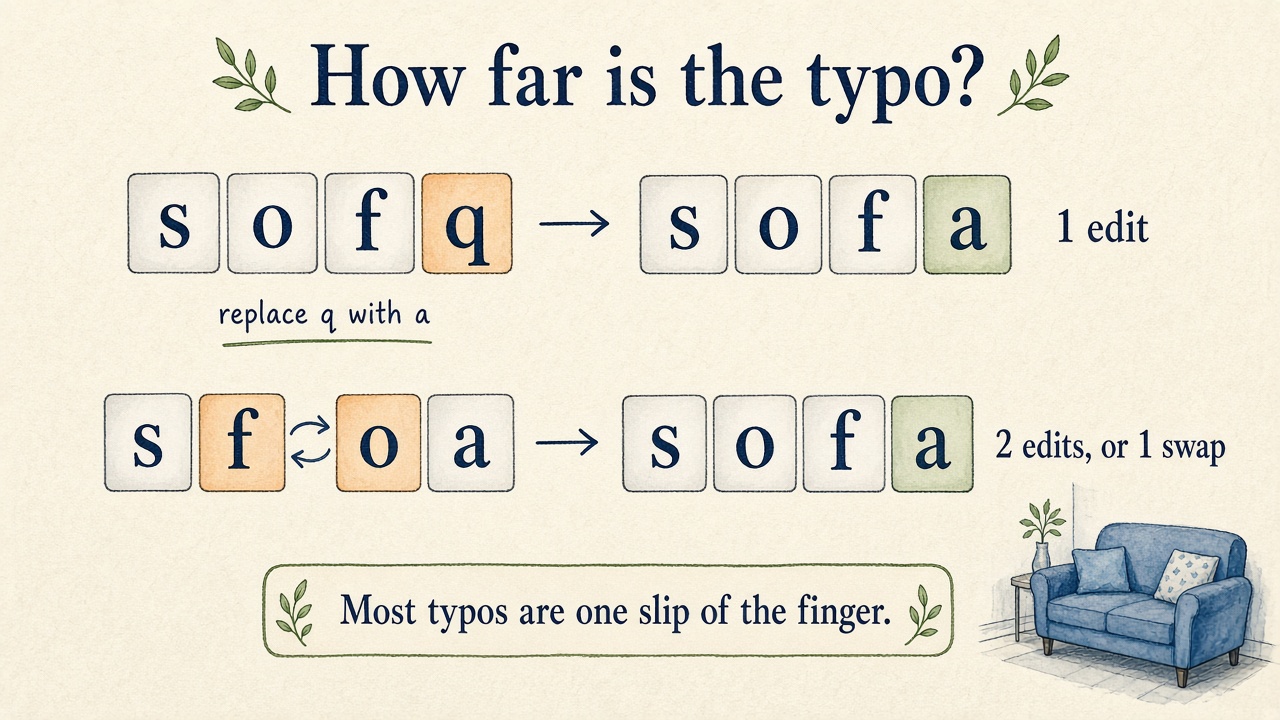 How far is the typo?
s o f q → s o f a 1 edit
replace q with a
s f o a → s o f a 2 edits, or 1 swap
Most typos are one slip of the finger.